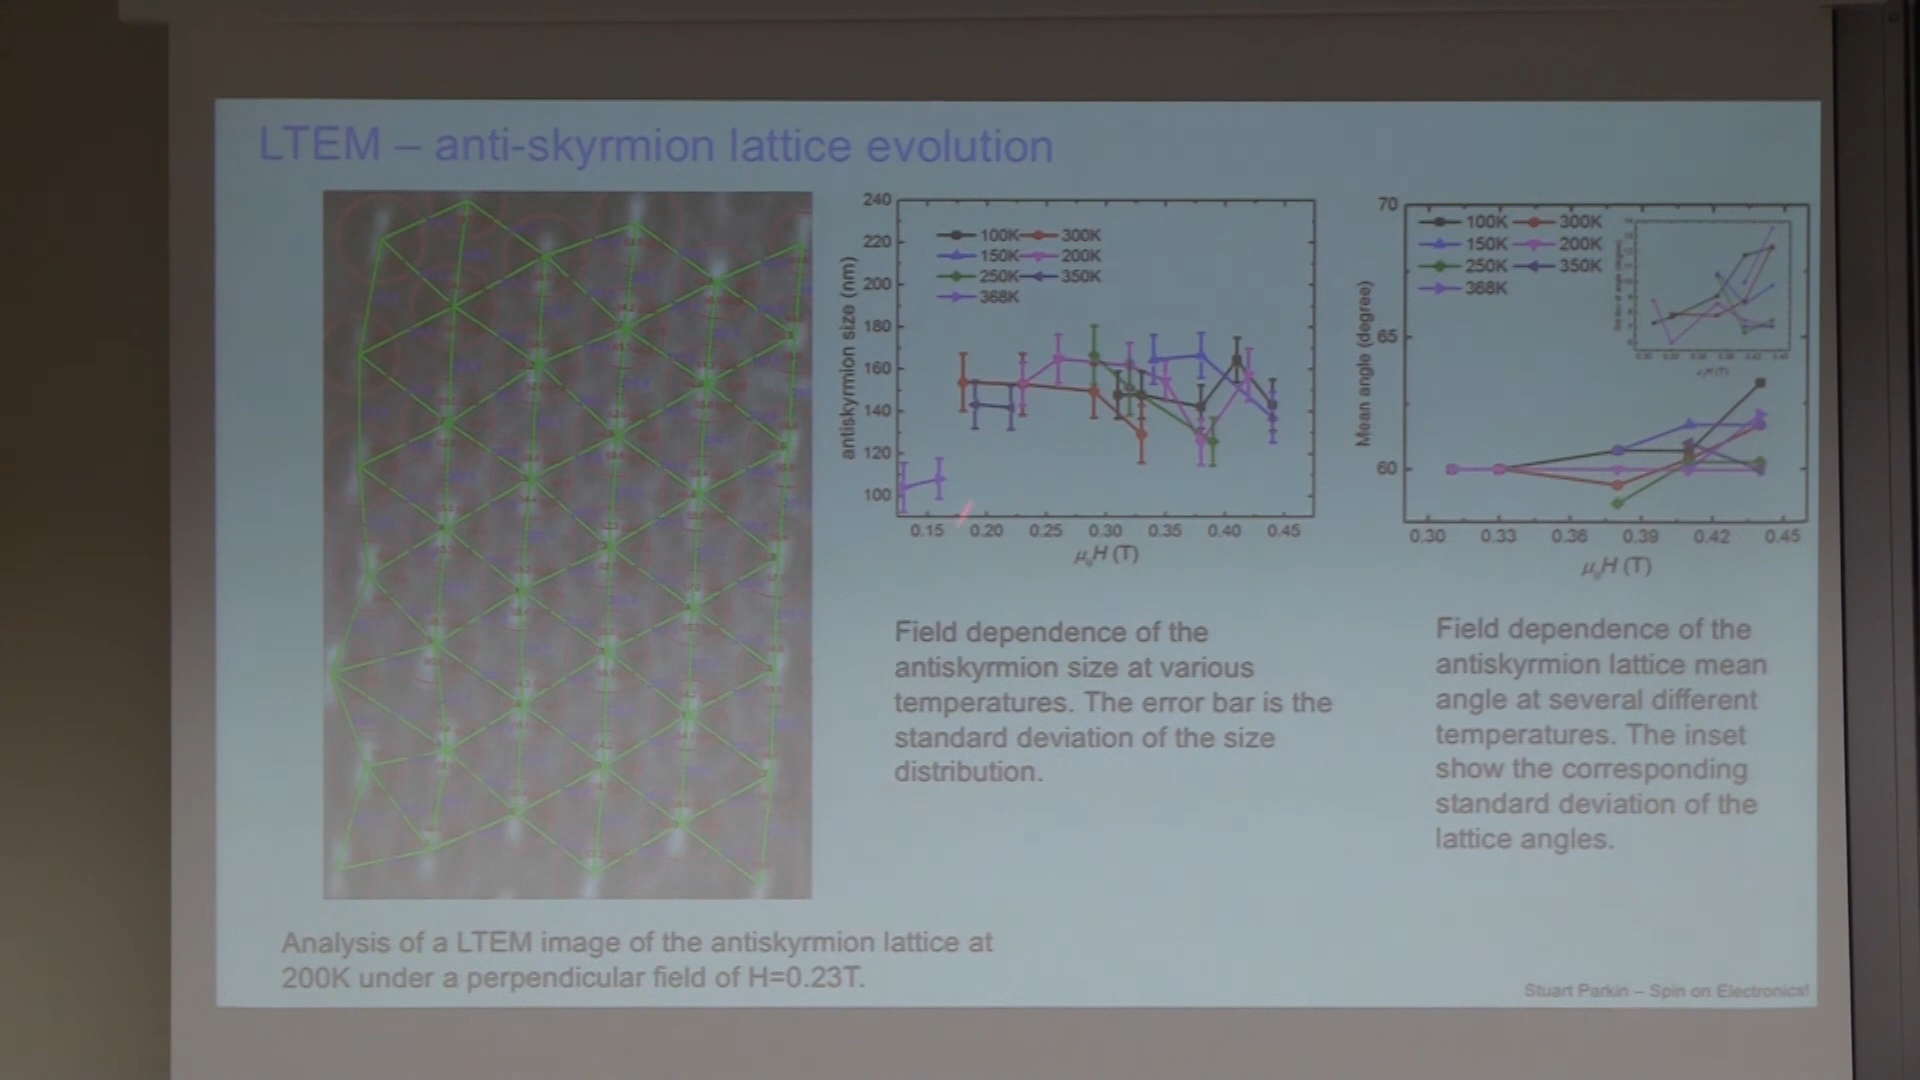 LTEM – anti-skyrmion lattice evolution
240
220
200
180
160
140
120
100
antiskyrmion size (nm)
100K 300K
150K 200K
250K 350K
368K
0.15 0.20 0.25 0.30 0.35 0.40 0.45
μ₀H (T)
70
65
60
Mean angle (degree)
100K 300K
150K 200K
250K 350K
368K
μ₀H (T)
0.30 0.33 0.36 0.39 0.42 0.45
μ₀H (T)
Field dependence of the
antiskyrmion size at various
temperatures. The error bar is the
standard deviation of the size
distribution.
Field dependence of the
antiskyrmion lattice mean
angle at several different
temperatures. The inset
show the corresponding
standard deviation of the
lattice angles.
Analysis of a LTEM image of the antiskyrmion lattice at
200K under a perpendicular field of H=0.23T.
Stuart Parkin – Spin on Electronics!